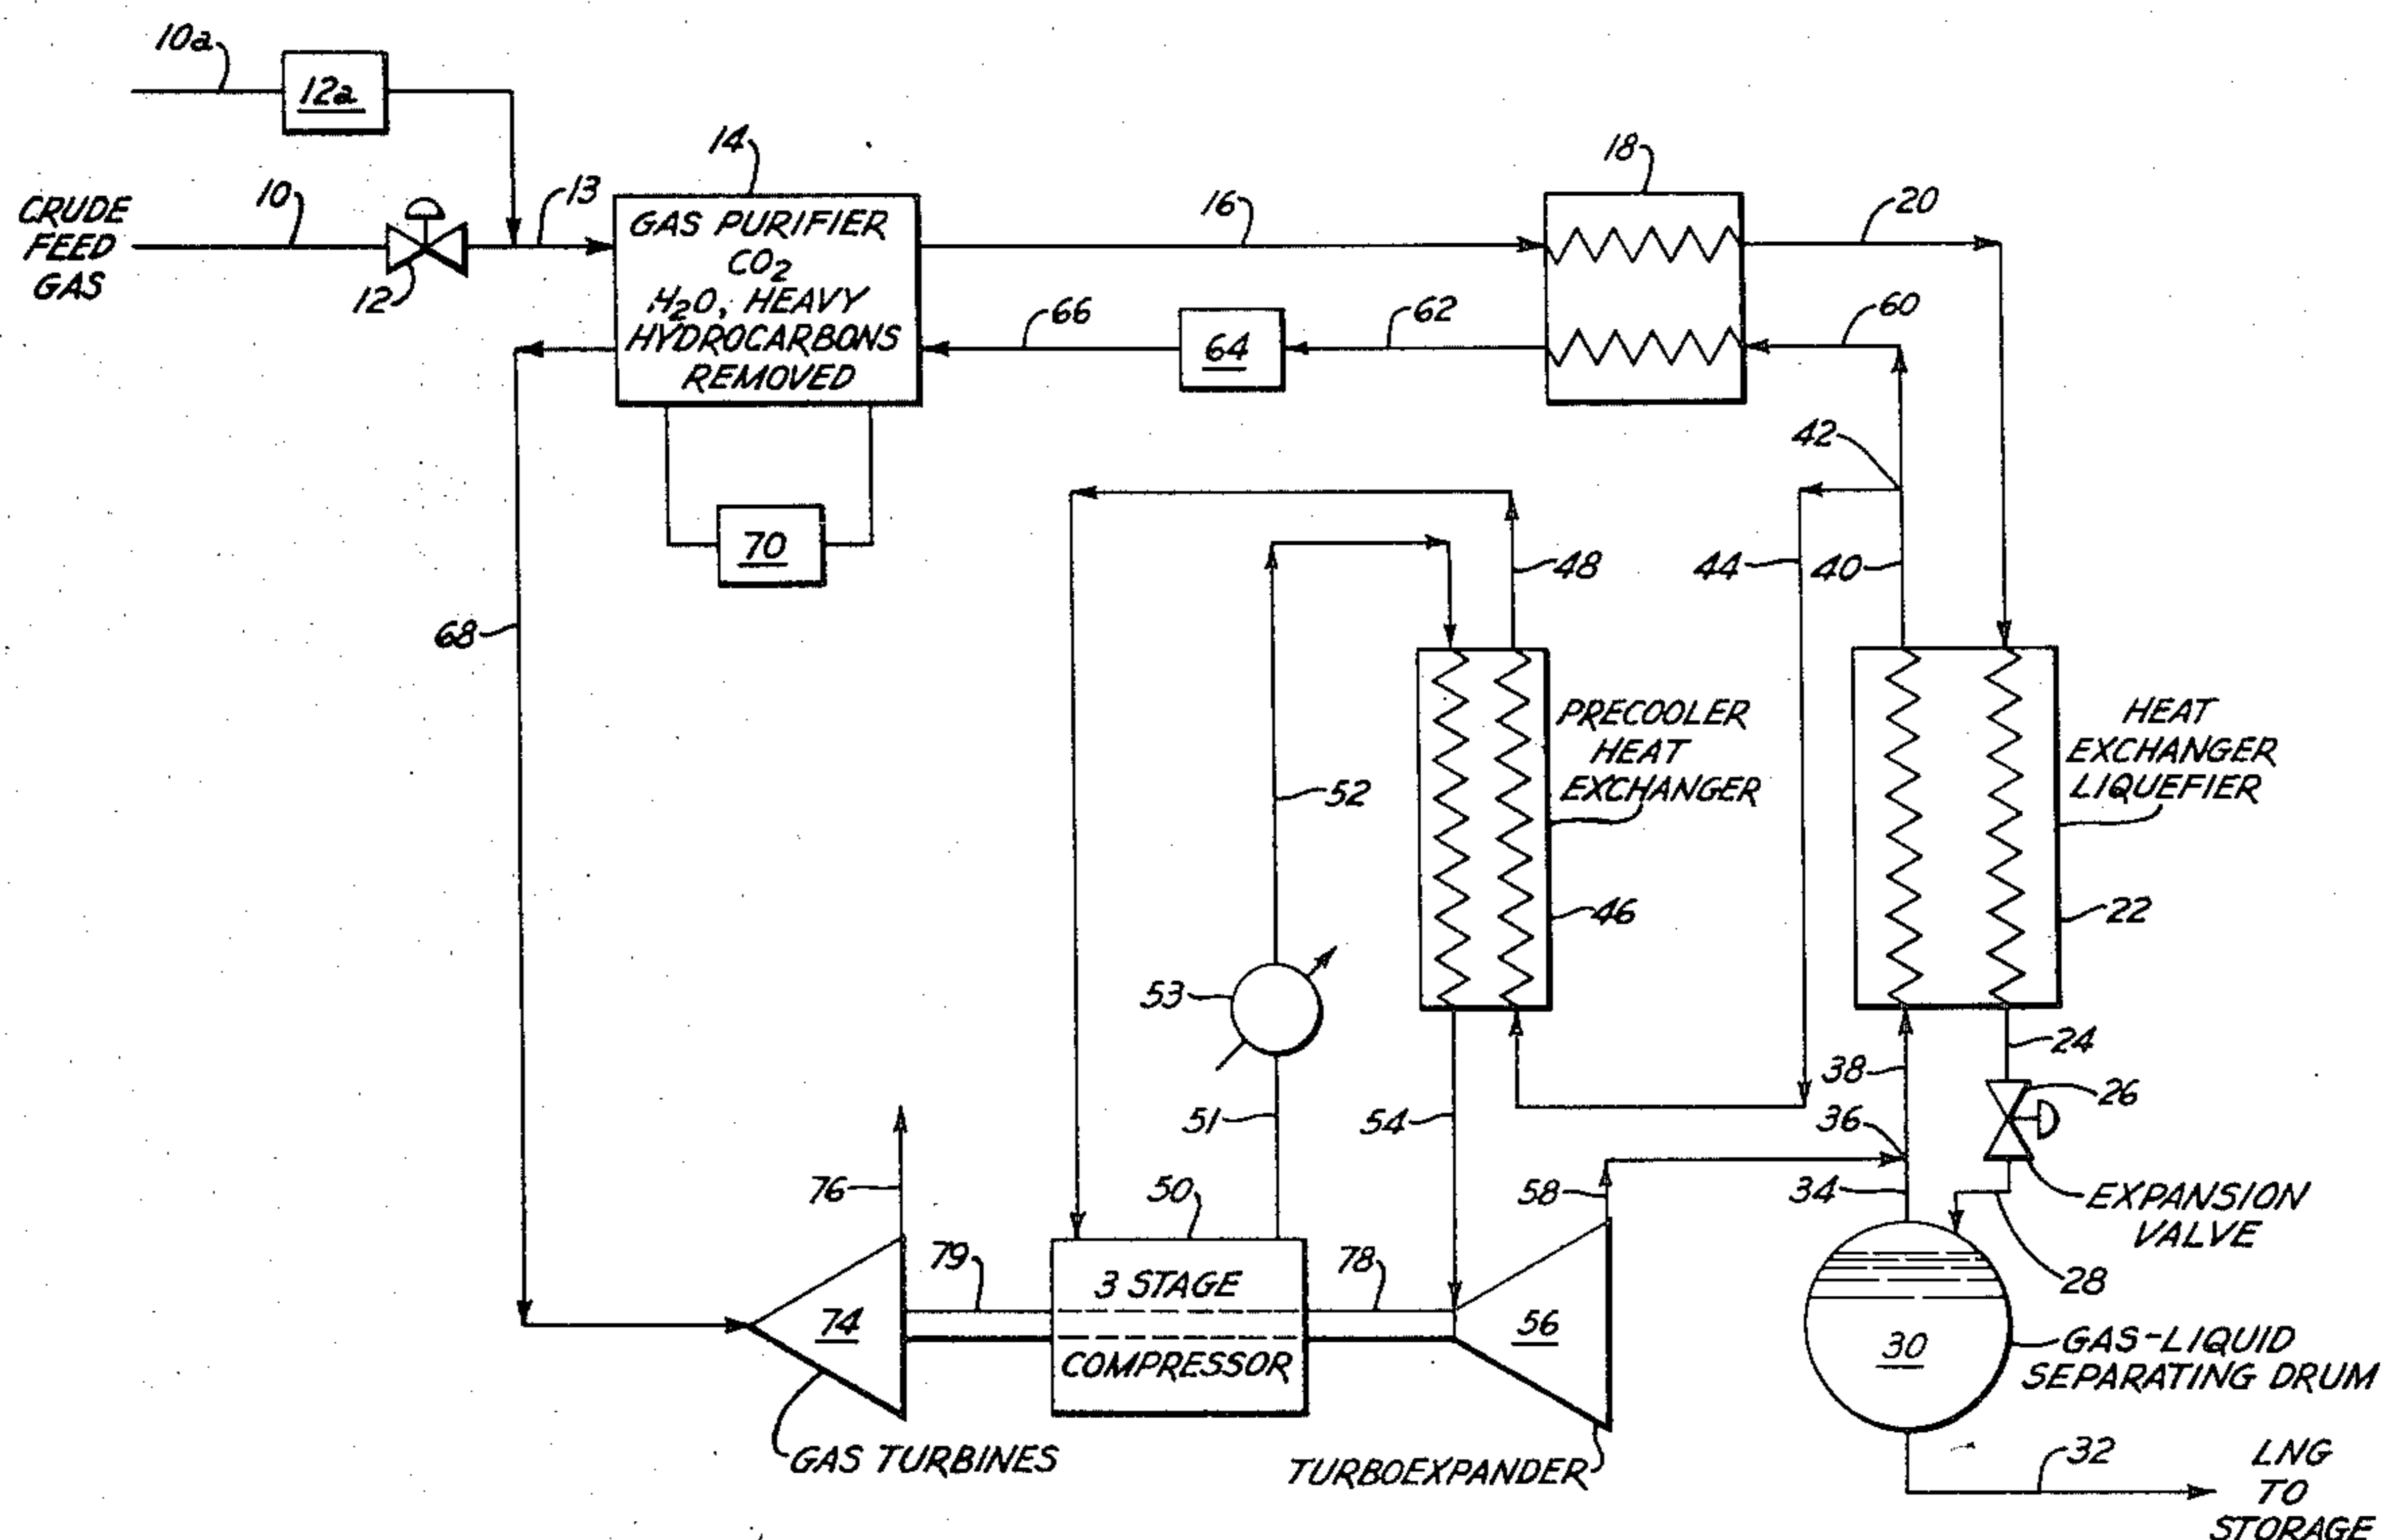 10a
12a
14
18
CRUDE
FEED
GAS
10
12
13
GAS PURIFIER
CO2
H2O, HEAVY
HYDROCARBONS
REMOVED
16
20
66
64
62
60
42
70
48
44
40
68
PRECOOLER
HEAT
EXCHANGER
HEAT
EXCHANGER
LIQUEFIER
52
46
22
53
24
38
26
51
54
36
76
50
58
34
EXPANSION
VALVE
28
79
3 STAGE
COMPRESSOR
78
74
56
30
GAS-LIQUID
SEPARATING DRUM
GAS TURBINES
TURBOEXPANDER
32
LNG
TO
STORAGE